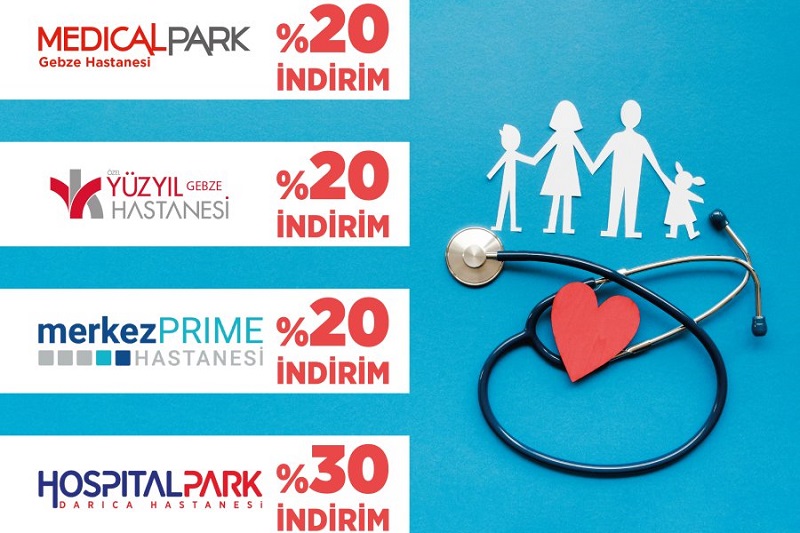 MEDICALPARK
Gebze Hastanesi
%20
İNDİRİM
ÖZEL
YÜZYIL GEBZE
HASTANESİ
%20
İNDİRİM
merkezPRIME
HASTANESİ
%20
İNDİRİM
HOSPITALPARK
DARICA HASTANESİ
%30
İNDİRİM